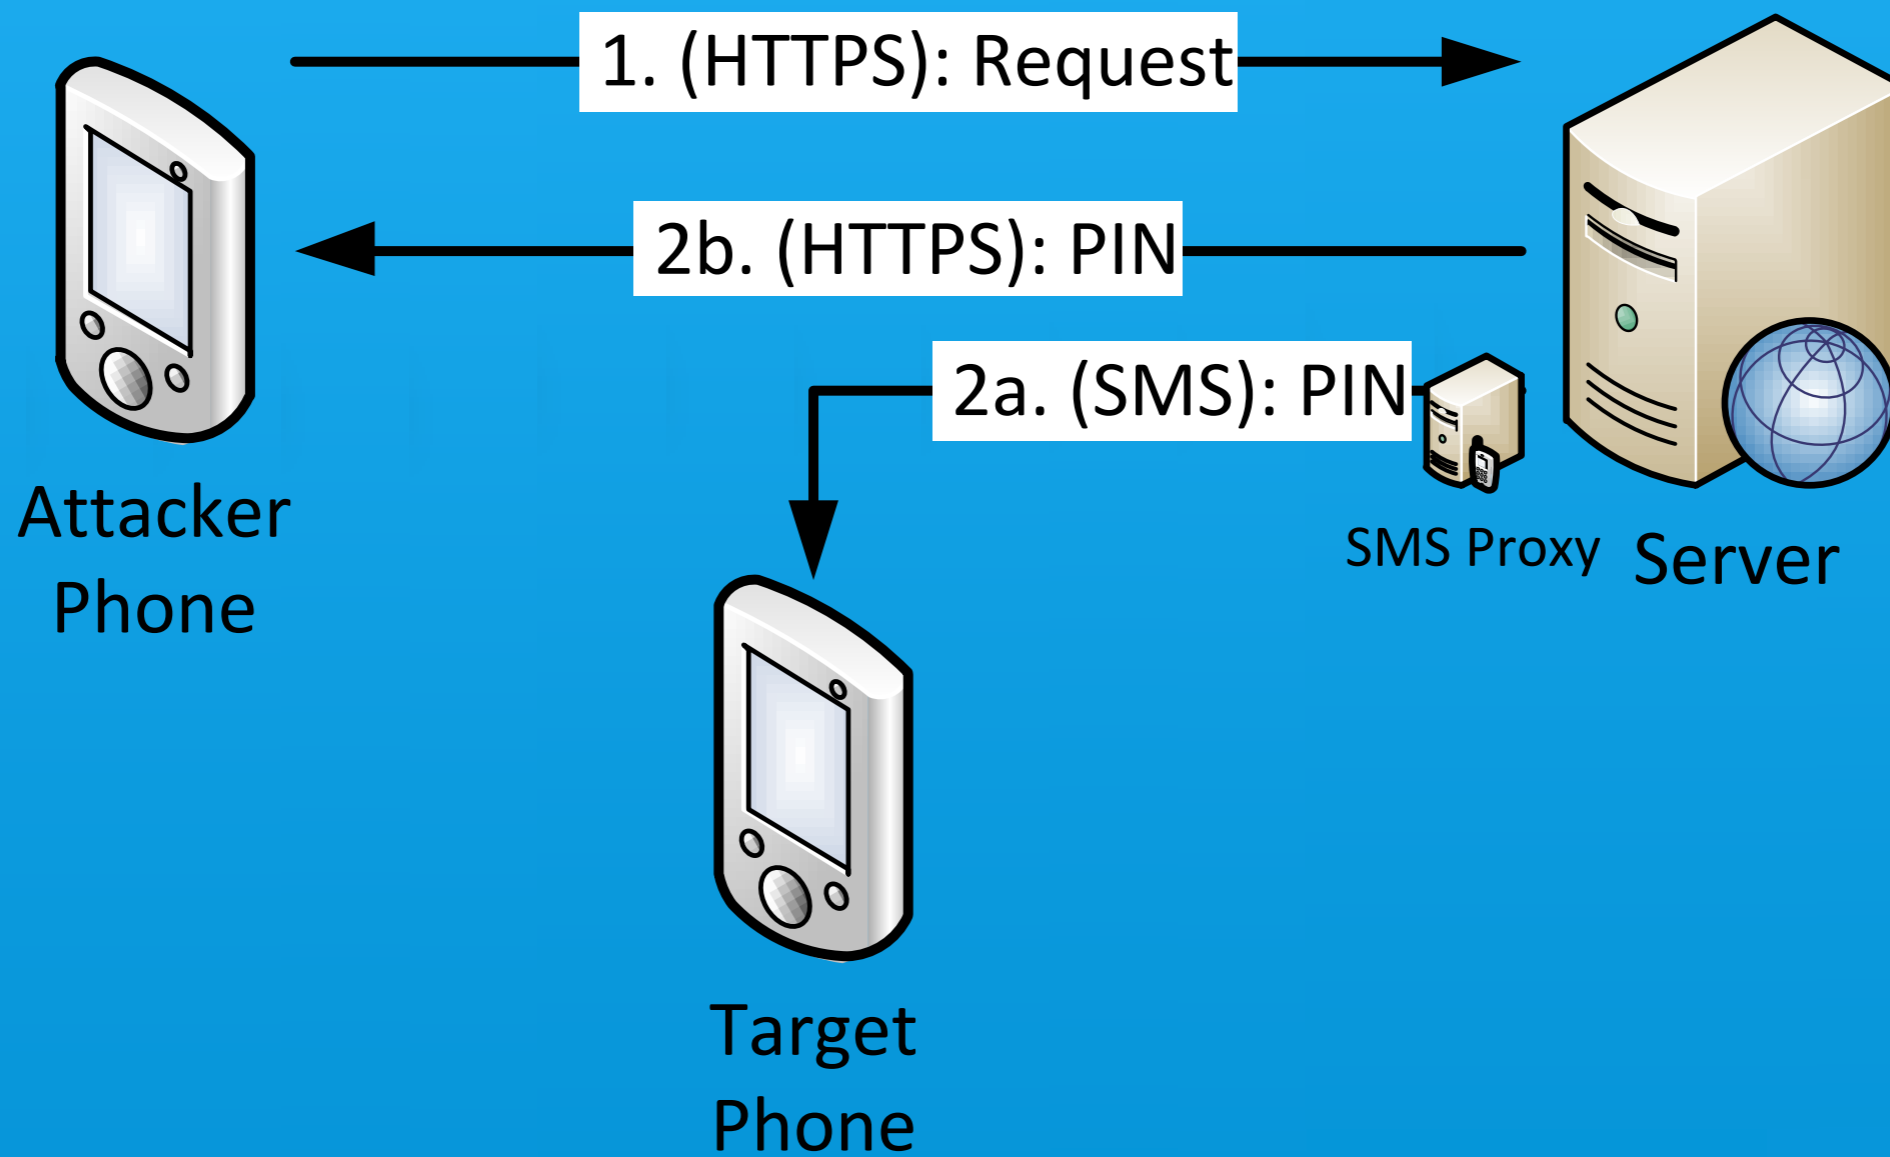 1. (HTTPS): Request
2b. (HTTPS): PIN
2a. (SMS): PIN
Attacker
Phone
SMS Proxy
Server
Target
Phone